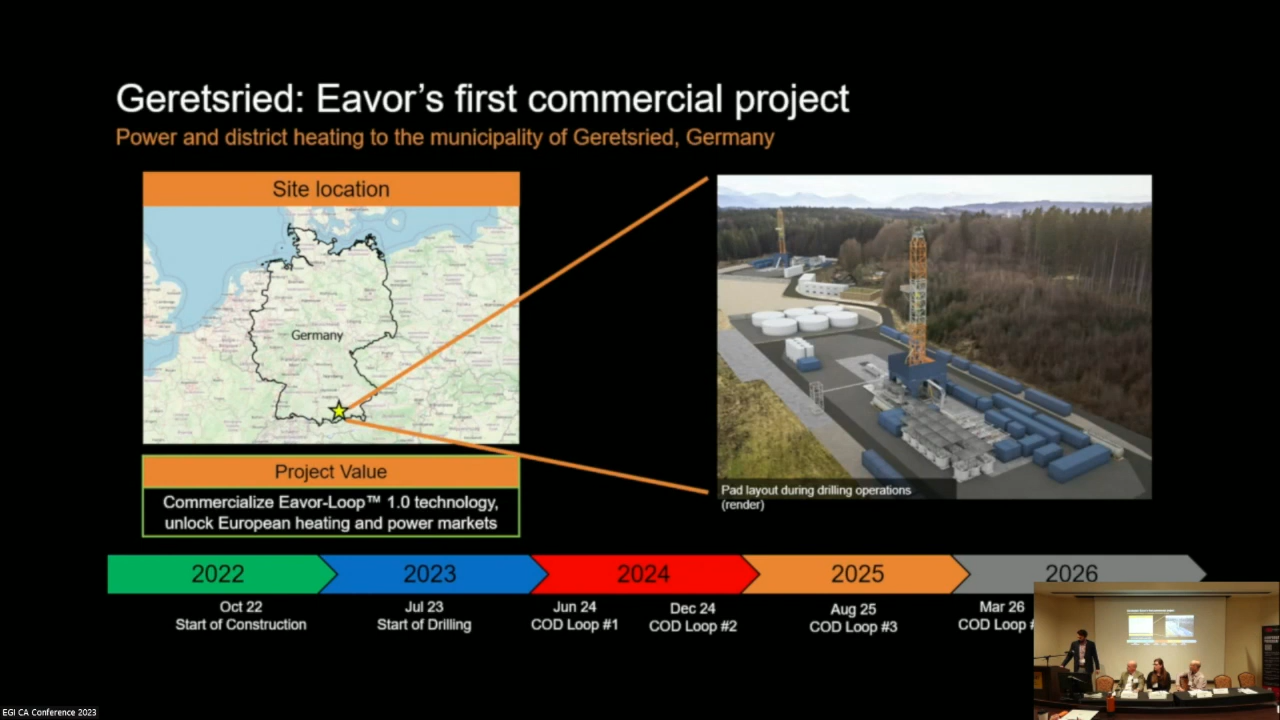 Geretsried: Eavor’s first commercial project
Power and district heating to the municipality of Geretsried, Germany
Site location
Germany
Project Value
Commercialize Eavor-Loop™ 1.0 technology,
unlock European heating and power markets
Pad layout during drilling operations
(render)
2022
2023
2024
2025
2026
Oct 22
Start of Construction
Jul 23
Start of Drilling
Jun 24
COD Loop #1
Dec 24
COD Loop #2
Aug 25
COD Loop #3
Mar 26
COD Loop
EGI CA Conference 2023